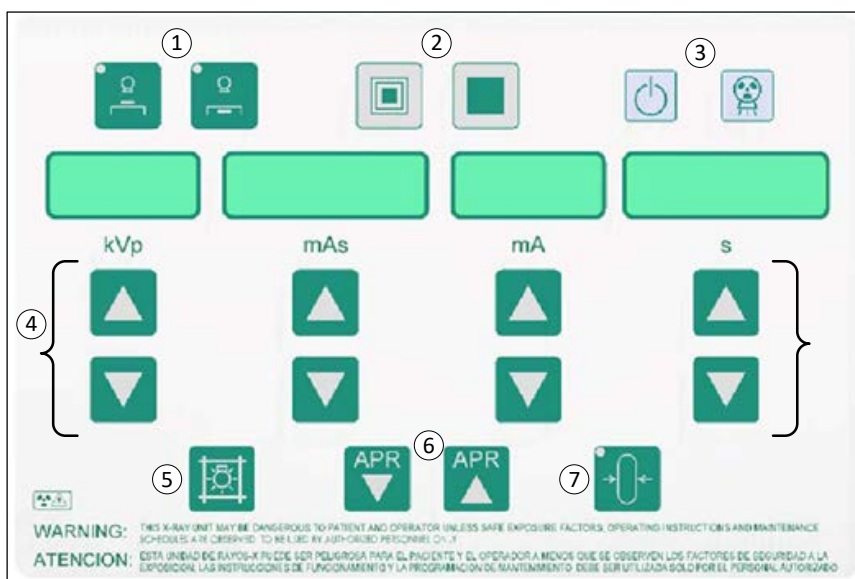 1
2
3
kVp mAs mA s
4
APR APR
5
6
7
WARNING: THIS X-RAY UNIT MAY BE DANGEROUS TO PATIENT AND OPERATOR UNLESS SAFE EXPOSURE FACTORS, OPERATING INSTRUCTIONS AND MAINTENANCE
SCHEDULES ARE OBSERVED TO BE USED BY AUTHORIZED PERSONNEL ONLY
ATENCION: ESTA UNIDAD DE RAYOS-X PUEDE SER PELIGROSA PARA EL PACIENTE Y EL OPERADOR A MENOS QUE SE OBSERVEN LOS FACTORES DE SEGURIDAD A LA
EXPOSICION, LAS INSTRUCCIONES DE FUNCIONAMIENTO Y LA PROGRAMACION DE MANTENIMIENTO DEBE SER UTILIZADA SOLO POR EL PERSONAL AUTORIZADO